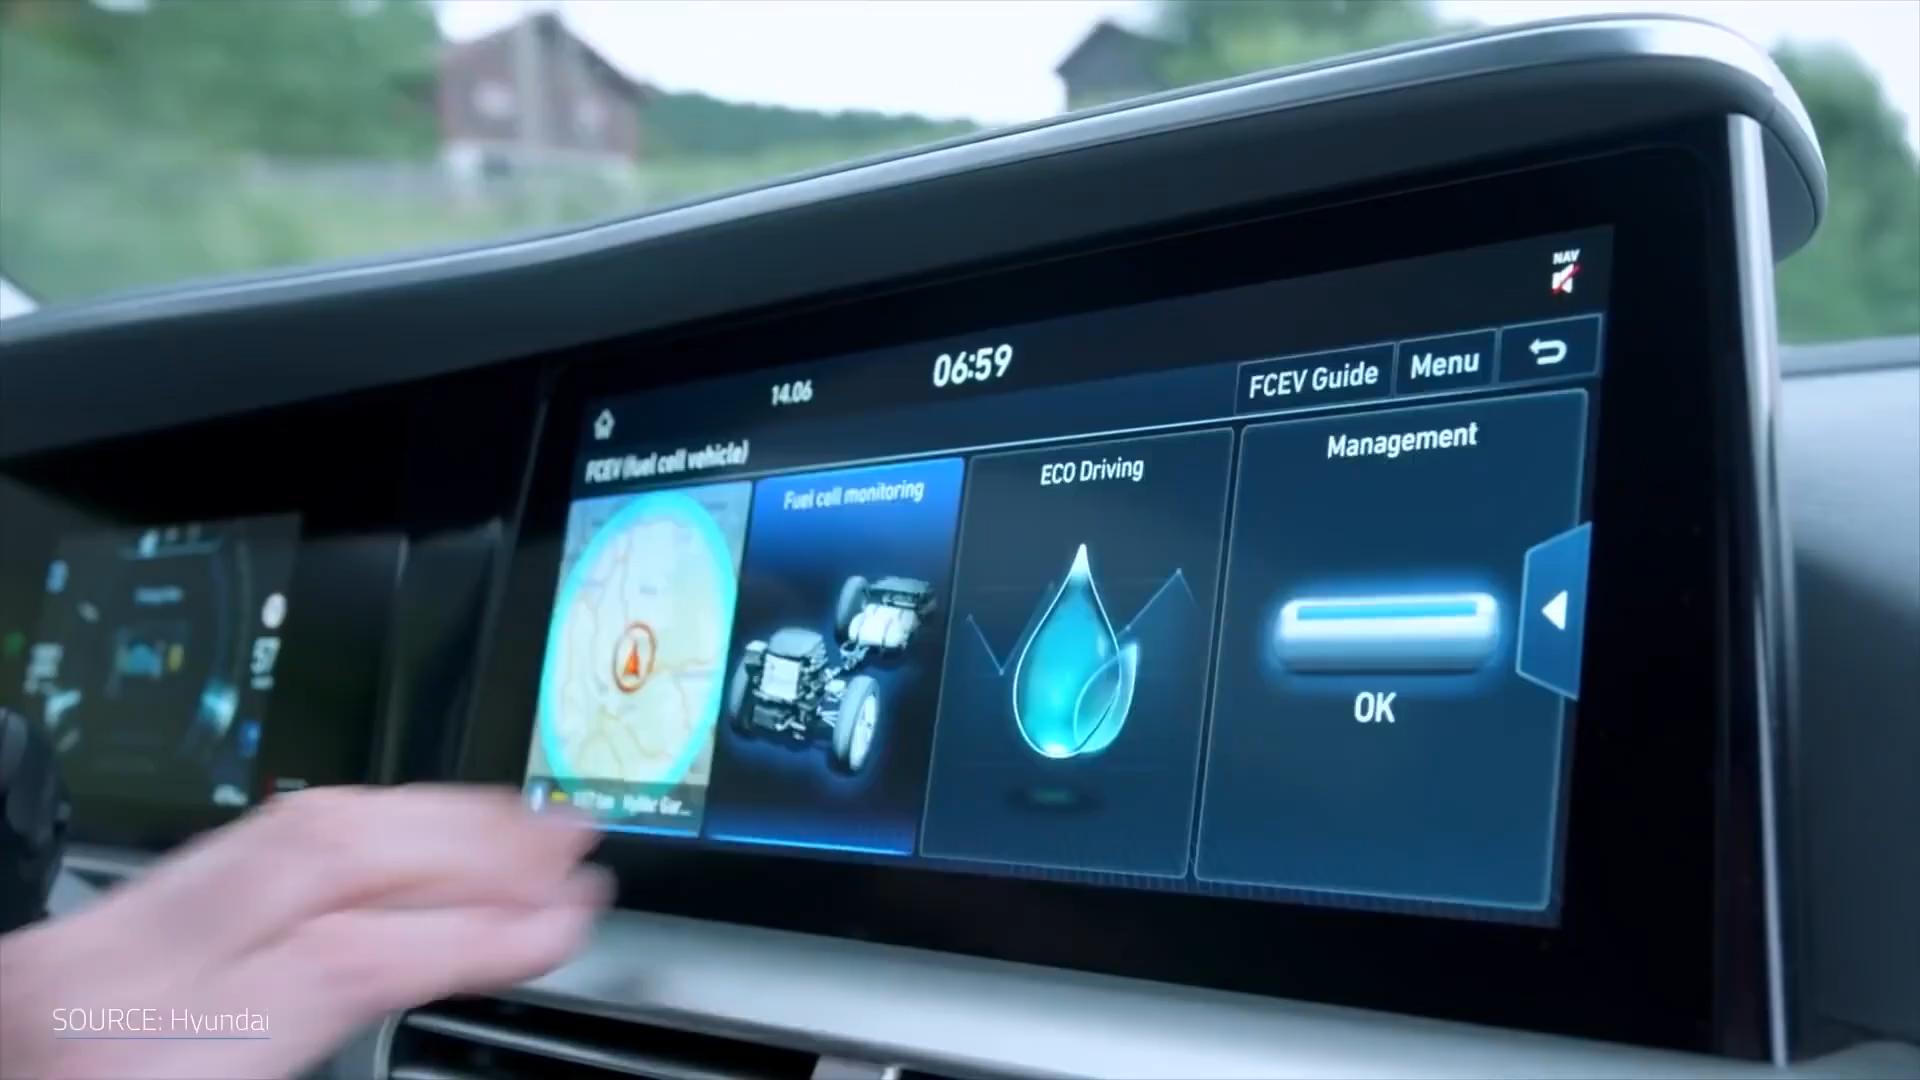 NAV
06:59
14.06
FCEV Guide
Menu
FCEV (fuel cell vehicle)
Fuel cell monitoring
ECO Driving
Management
OK
57
SOURCE: Hyundai